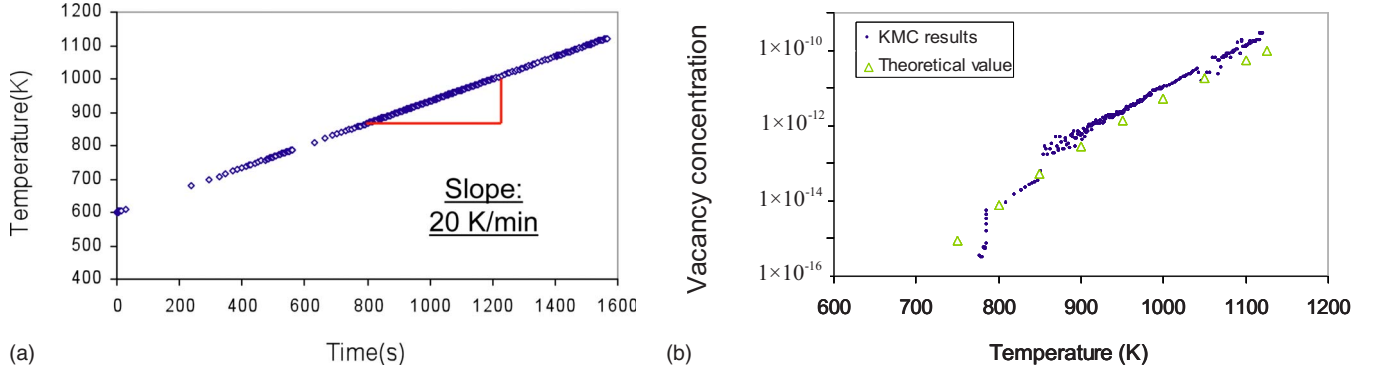 1200
1100
1000
900
800
700
600
500
400
0 200 400 600 800 1000 1200 1400 1600
Temperature(K)
Time(s)
Slope:
20 K/min
(a)
Vacancy concentration
1×10-10
1×10-12
1×10-14
1×10-16
KMC results
Theoretical value
600 700 800 900 1000 1100 1200
Temperature (K)
(b)